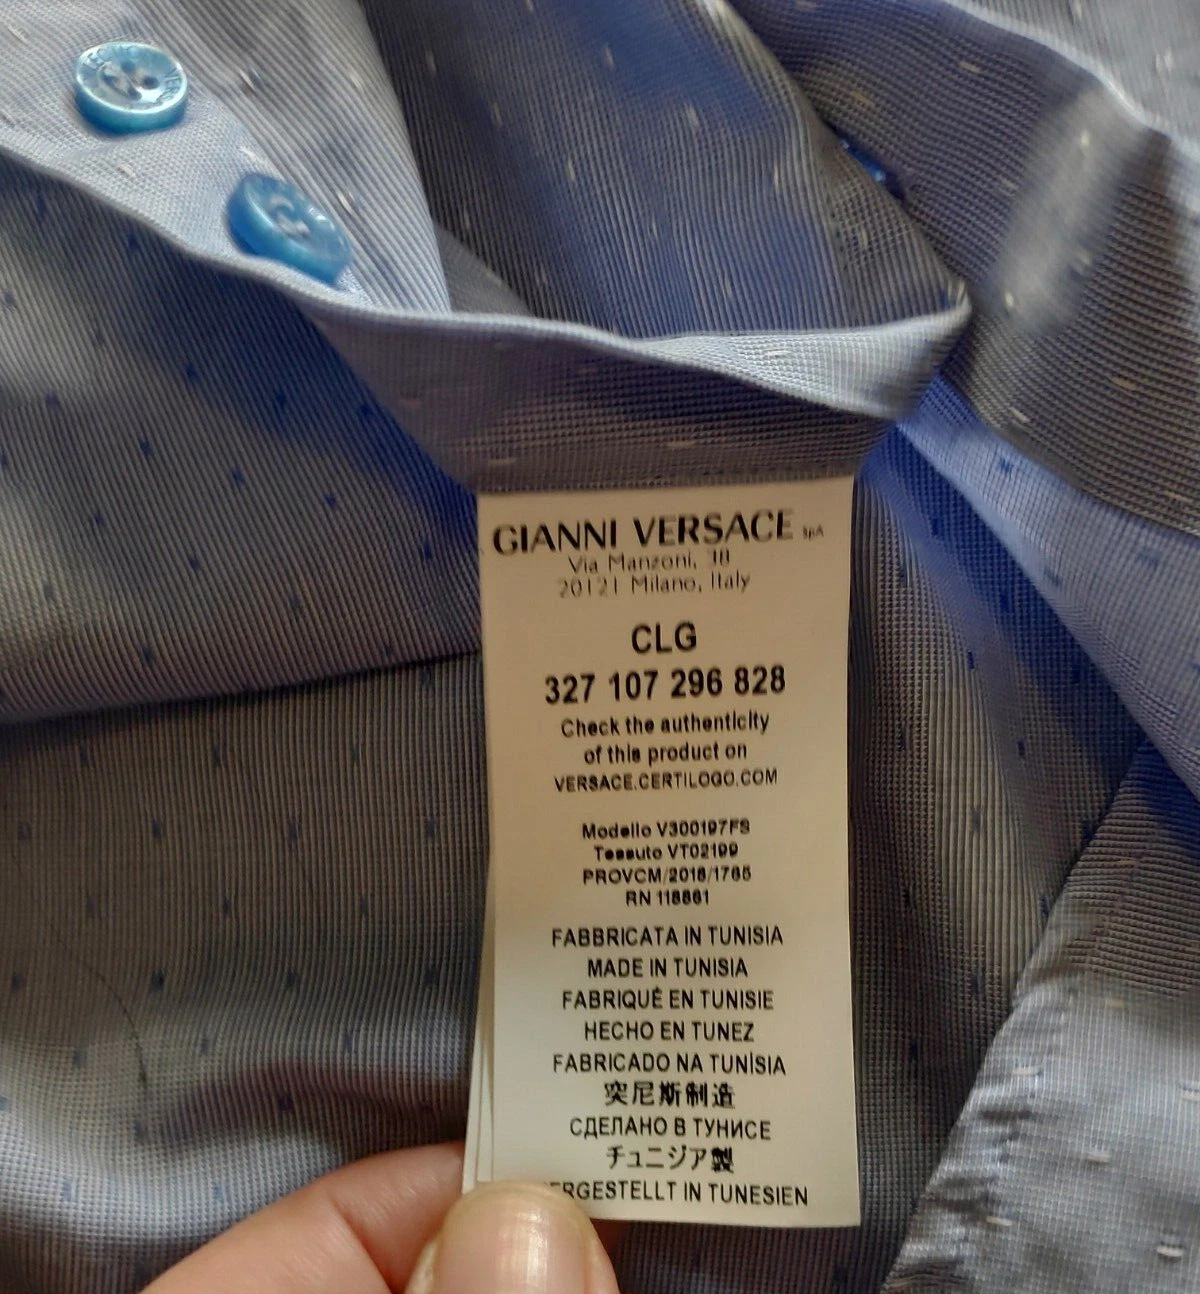 GIANNI VERSACE SpA
Via Manzoni, 38
20121 Milano, Italy
CLG
327 107 296 828
Check the authenticity
of this product on
VERSACE.CERTILOGO.COM
Modello V300197FS
Tessuto VT02199
PROVCM/2016/1765
RN 118861
FABBRICATA IN TUNISIA
MADE IN TUNISIA
FABRIQUÉ EN TUNISIE
HECHO EN TUNEZ
FABRICADO NA TUNÍSIA
突尼斯制造
СДЕЛАНО В ТУНИСЕ
チュニジア製
ERGESTELLT IN TUNESIEN